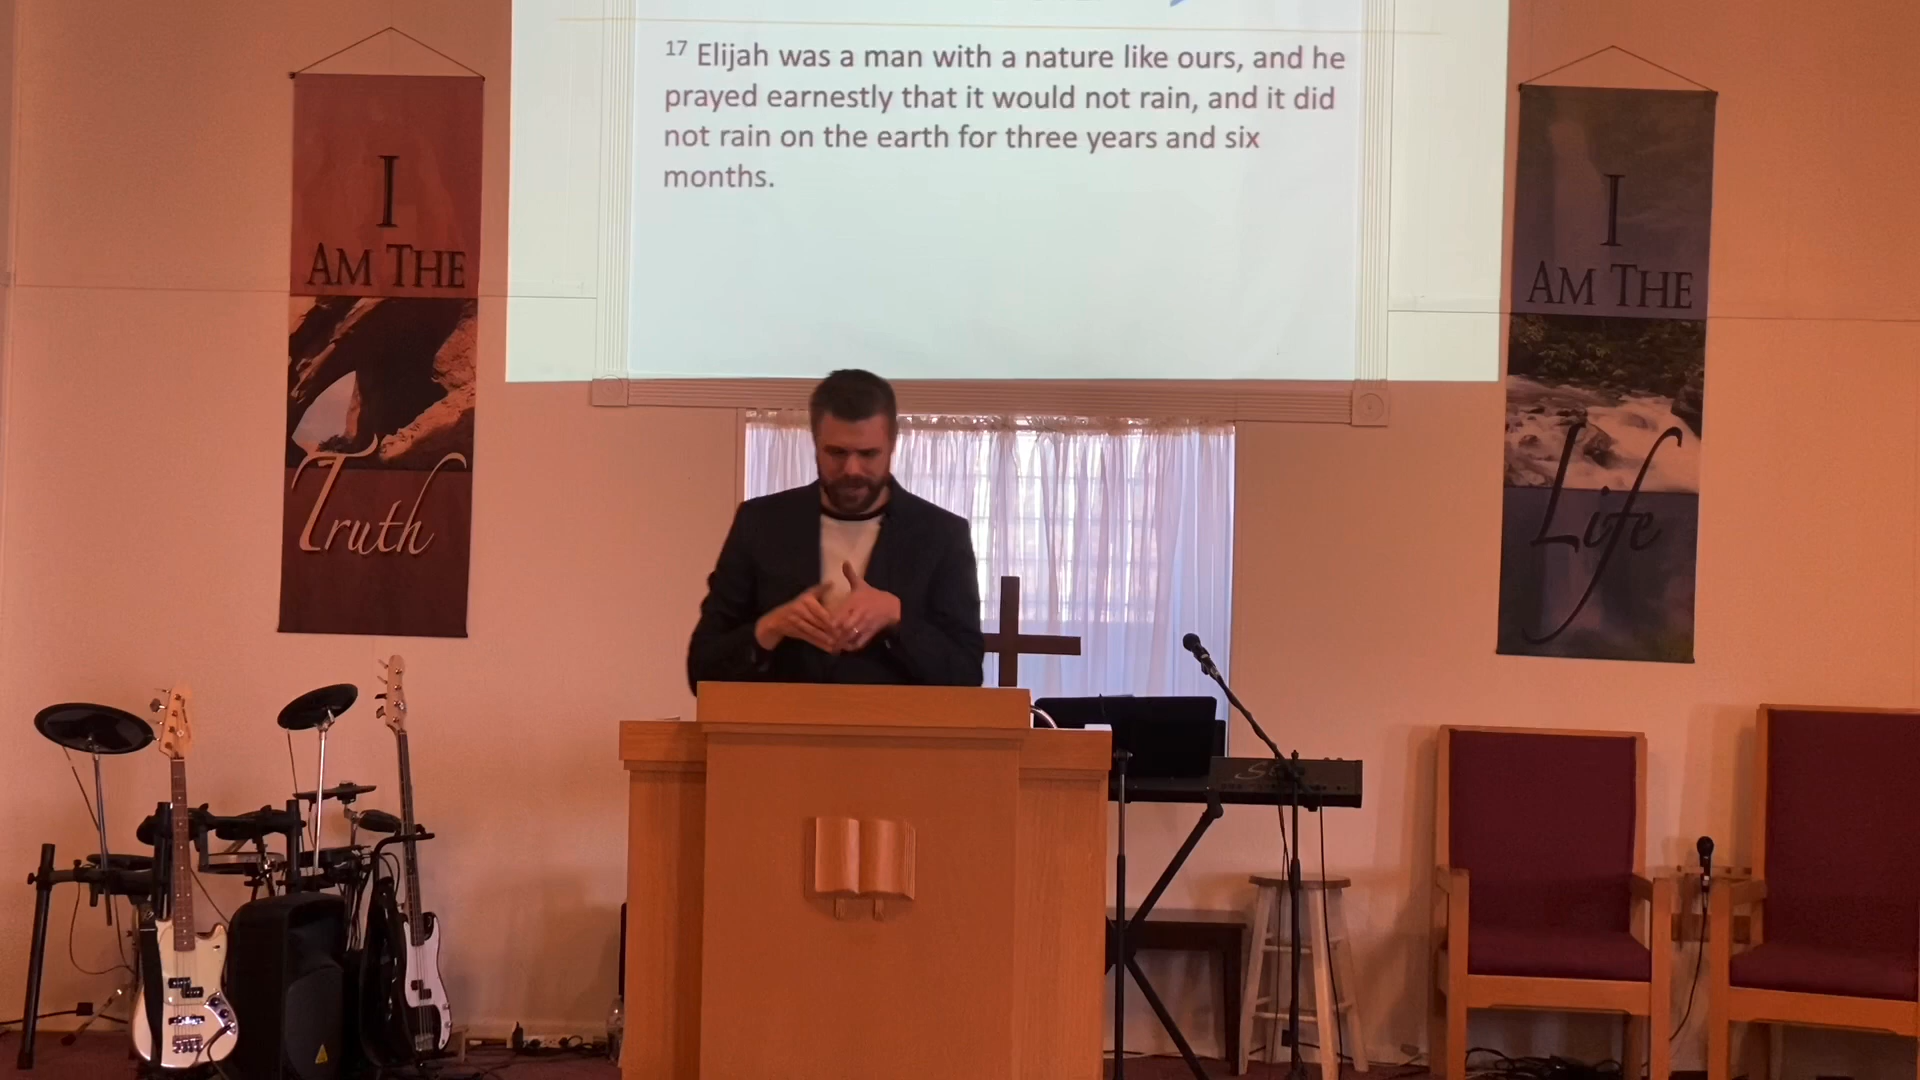 17 Elijah was a man with a nature like ours, and he
prayed earnestly that it would not rain, and it did
not rain on the earth for three years and six
months.
I
AM THE
Truth
I
AM THE
Life